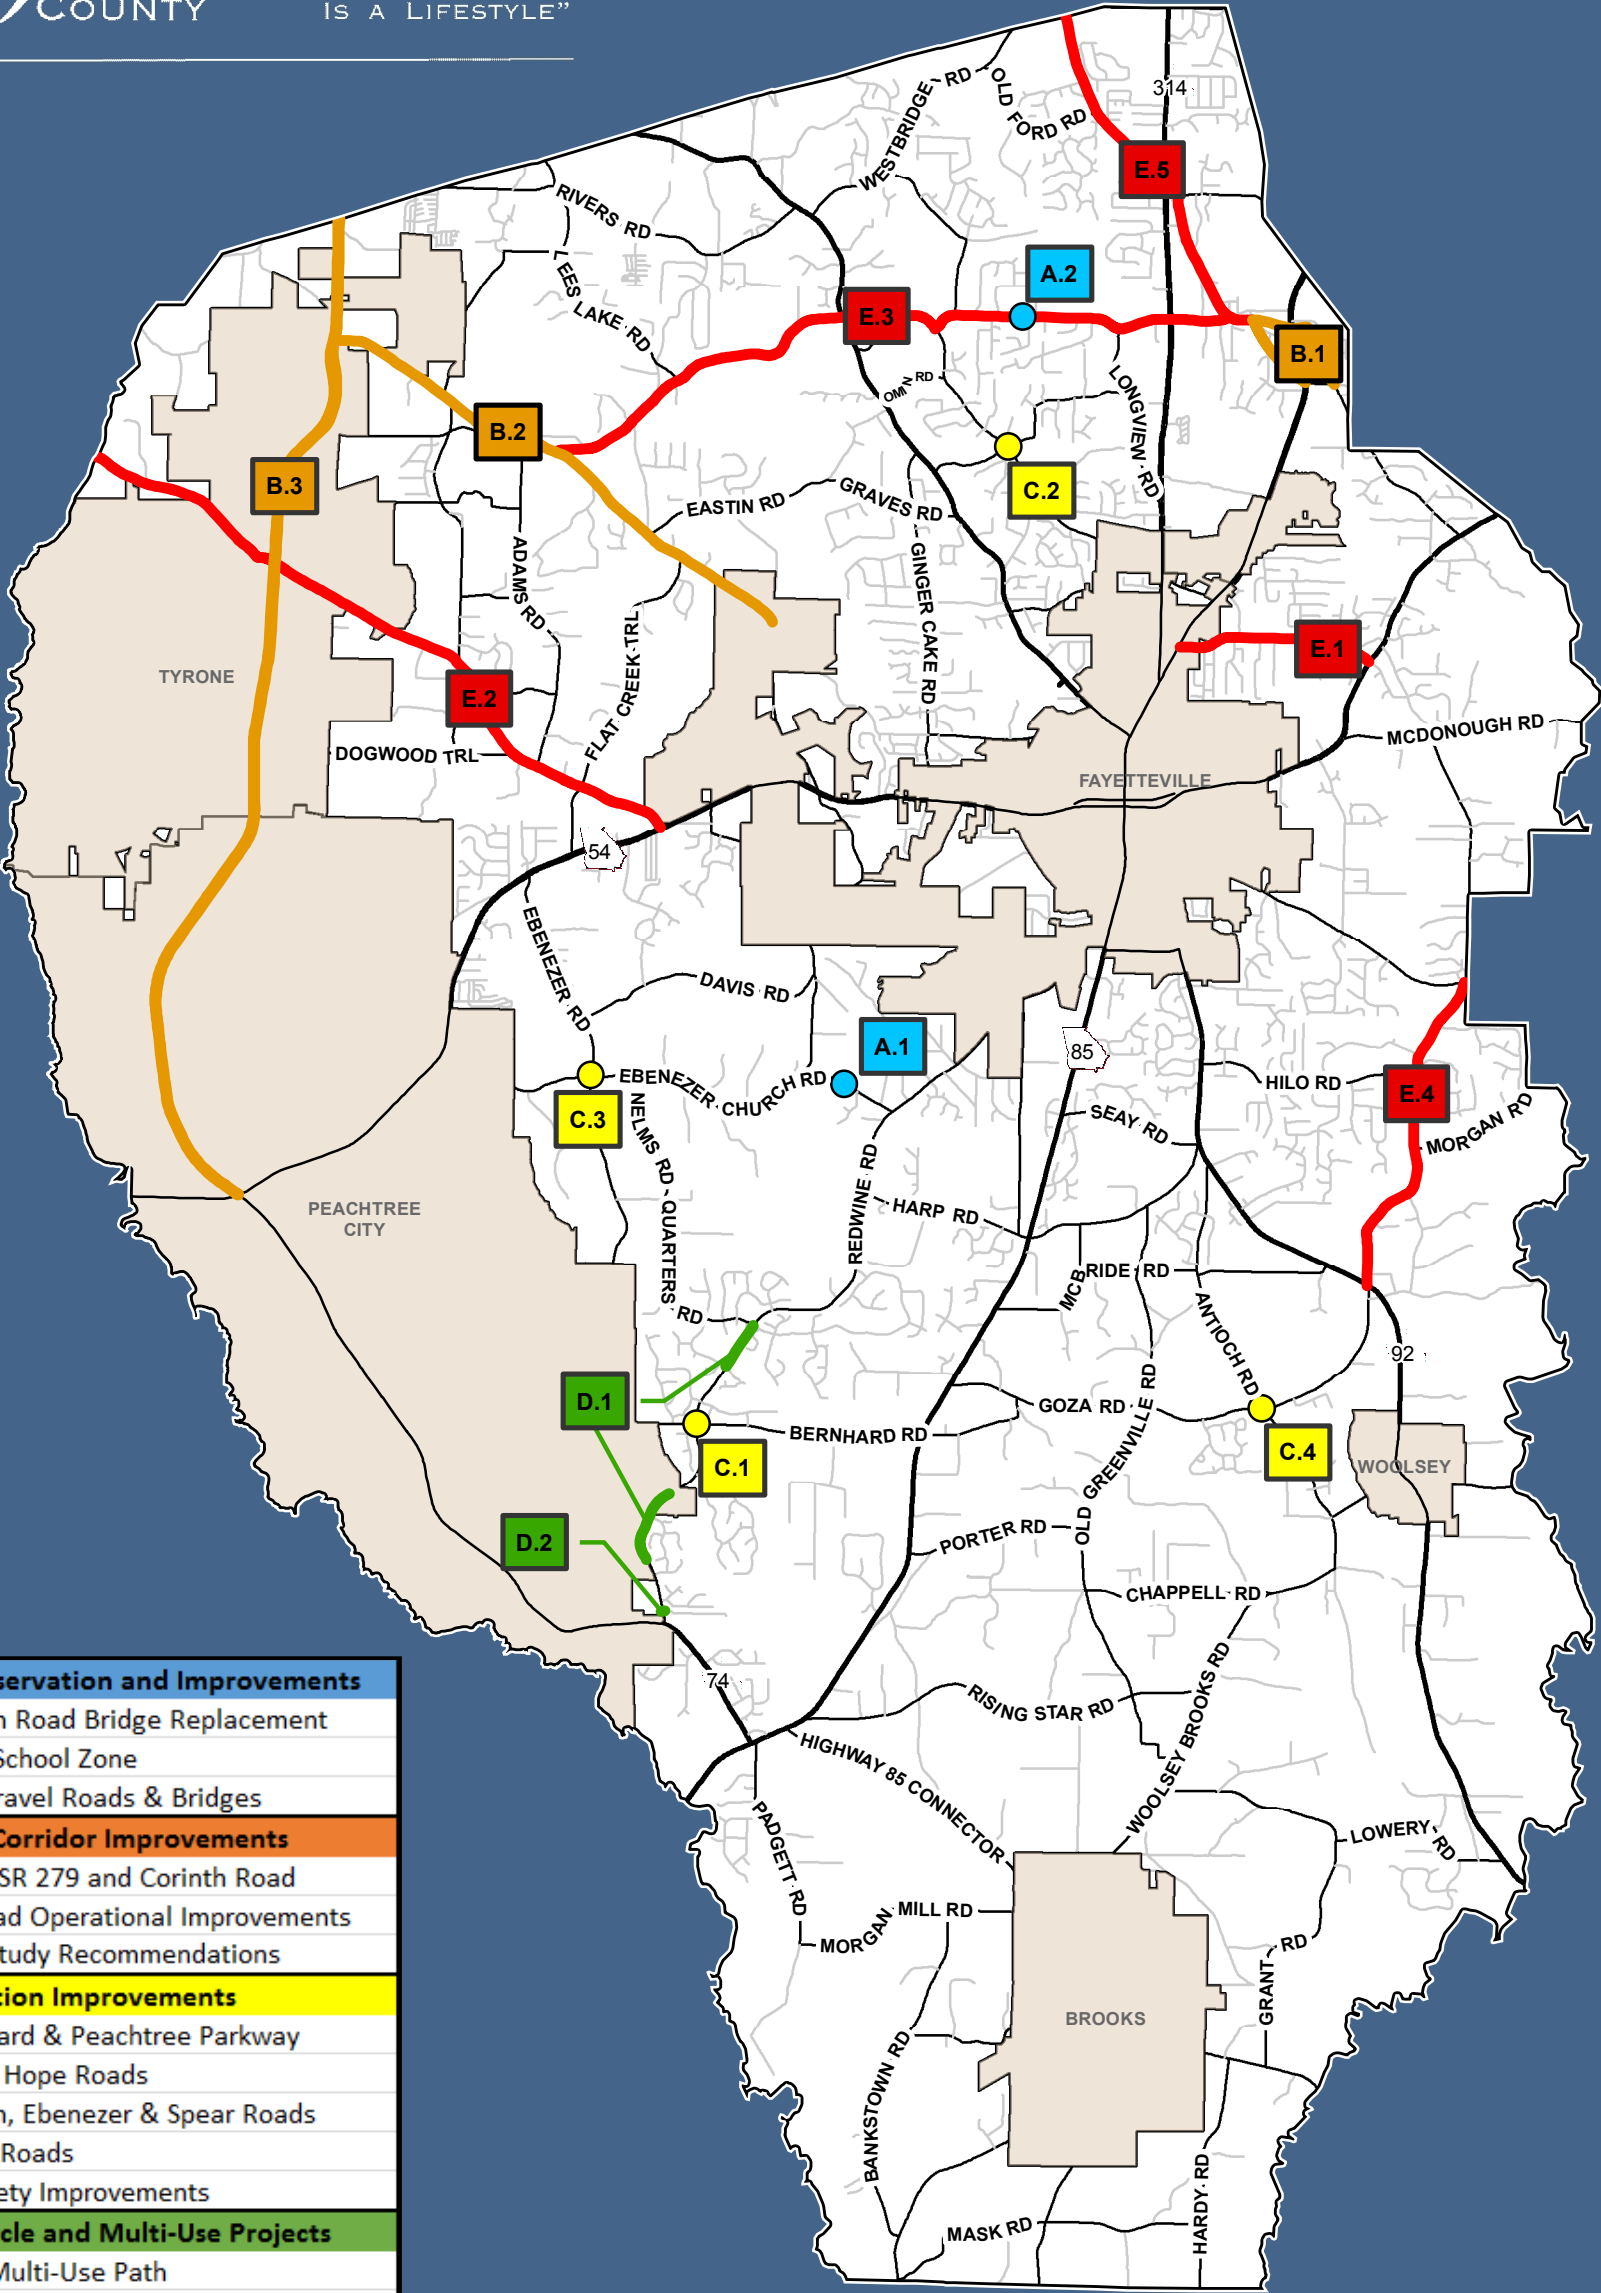 COUNTY
IS A LIFESTYLE”
314
WESTBRIDGE RD
OLD FORD RD
E.5
RIVERS RD
A.2
LEES LAKE RD
E.3
B.1
OMN RD
LONGVIEW RD
B.2
C.2
B.3
EASTIN RD
GRAVES RD
ADAMS RD
GINGER CAKE RD
FLAT CREEK TRL
E.1
TYRONE
E.2
MCDONOUGH RD
DOGWOOD TRL
FAYETTEVILLE
54
EBENEZER RD
DAVIS RD
A.1
85
EBENEZER CHURCH RD
HILO RD
E.4
C.3
SEAY RD
MORGAN RD
NELMS RD
QUARTERS RD
REDWINE RD
PEACHTREE
CITY
HARP RD
MCBRIDE RD
ANTIOCH RD
92
D.1
GOZA RD
BERNHARD RD
OLD GREENVILLE RD
C.1
C.4
WOOLSEY
D.2
PORTER RD
CHAPPELL RD
74
RISING STAR RD
WOOLSEY BROOKS RD
HIGHWAY 85 CONNECTOR
PADGETT RD
LOWERY RD
MORGAN MILL RD
GRANT RD
BROOKS
BANKSTOWN RD
HARDY RD
MASK RD
servation and Improvements
n Road Bridge Replacement
School Zone
ravel Roads & Bridges
Corridor Improvements
SR 279 and Corinth Road
ad Operational Improvements
tudy Recommendations
tion Improvements
ard & Peachtree Parkway
Hope Roads
n, Ebenezer & Spear Roads
Roads
ety Improvements
cle and Multi-Use Projects
Multi-Use Path